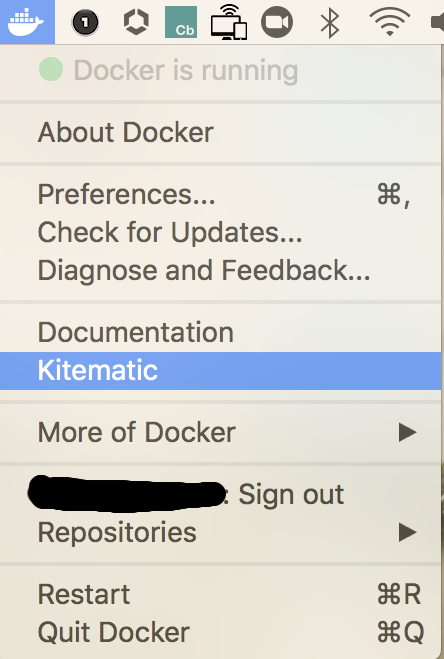 1
Cb
Docker is running
About Docker
Preferences... ⌘,
Check for Updates...
Diagnose and Feedback...
Documentation
Kitematic
More of Docker ▶
: Sign out
Repositories ▶
Restart ⌘R
Quit Docker ⌘Q